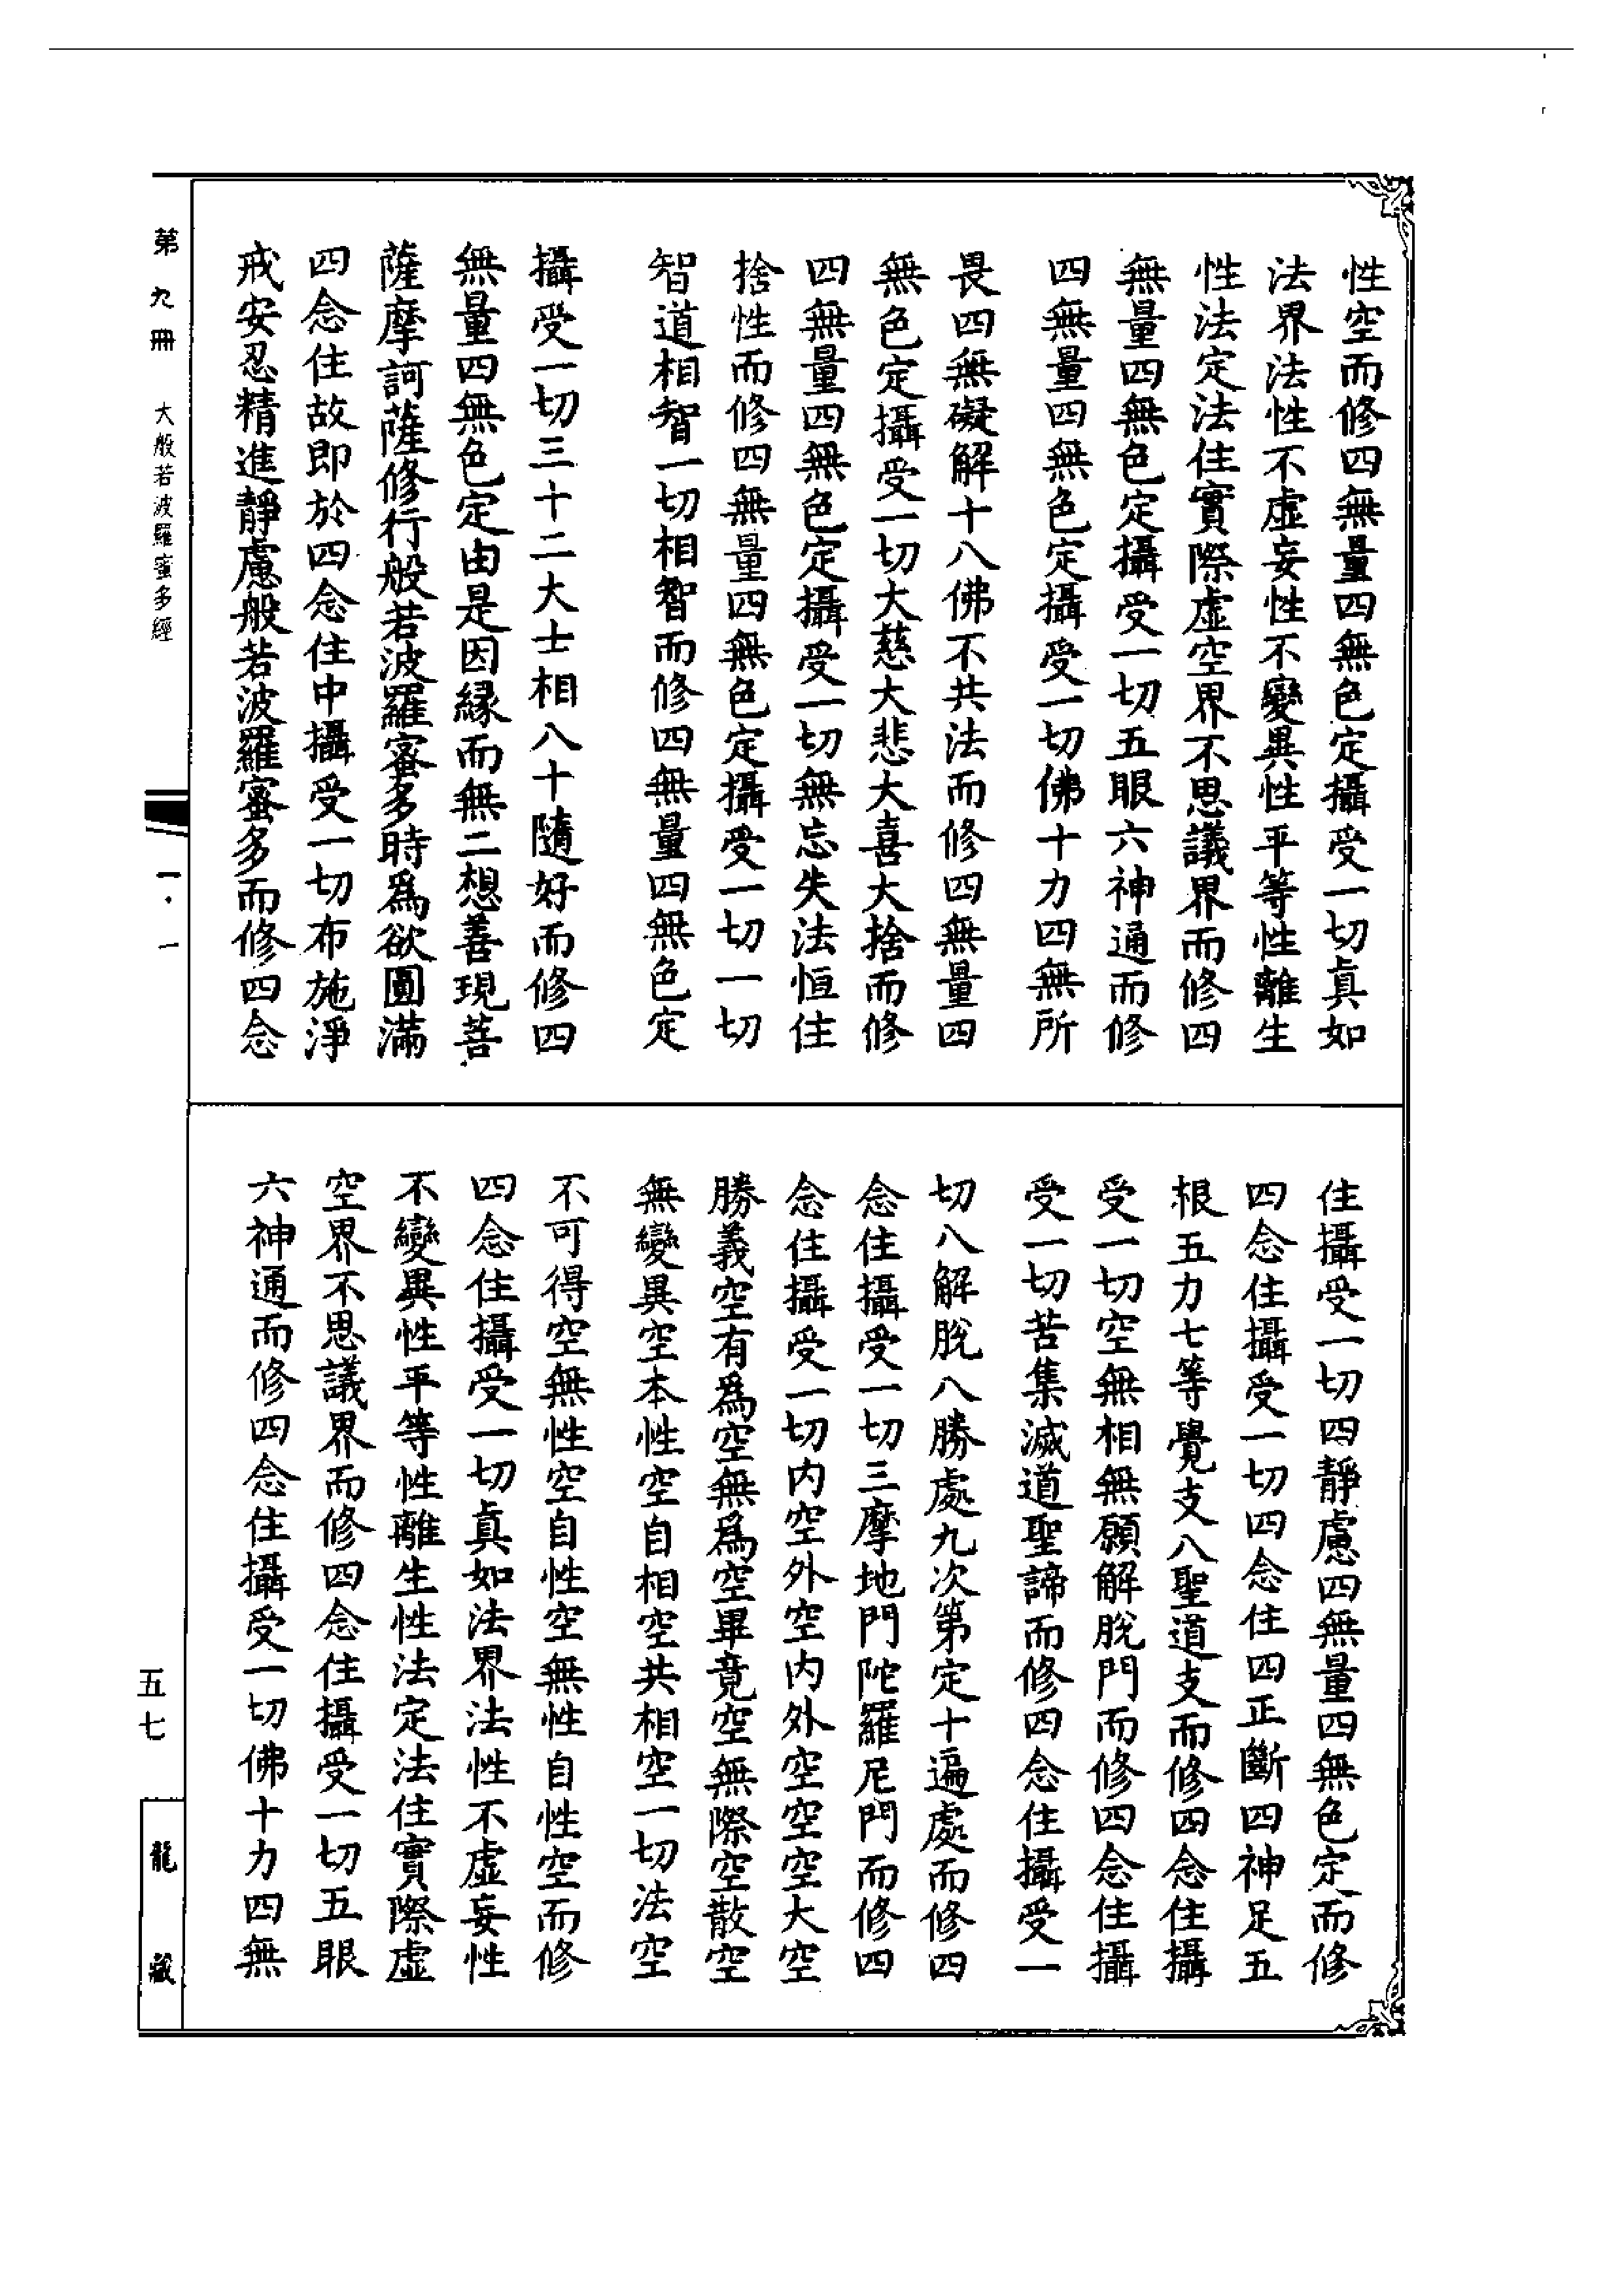 性空而修四無量四無色定攝受一切真如
法界法性不虛妄性不變異性平等性離生
性法定法住實際虛空界不思議界而修四
無量四無色定攝受一切五眼六神通而修
四無量四無色定攝受一切佛十力四無所
畏四無礙解十八佛不共法而修四無量四
無色定攝受一切大慈大悲大喜大捨而修
四無量四無色定攝受一切無忘失法恒住
捨性而修四無量四無色定攝受一切一切
智道相智一切相智而修四無量四無色定
攝受一切三十二大士相八十隨好而修四
無量四無色定由是因緣而無二想善現菩
薩摩訶薩修行般若波羅蜜多時爲欲圓滿
四念住故即於四念住中攝受一切布施淨
戒安忍精進靜慮般若波羅蜜多而修四念
住攝受一切四靜慮四無量四無色定而修
四念住攝受一切四念住四正斷四神足五
根五力七等覺支八聖道支而修四念住攝
受一切空無相無願解脫門而修四念住攝
受一切苦集滅道聖諦而修四念住攝受一
切八解脫八勝處九次第定十遍處而修四
念住攝受一切三摩地門陀羅尼門而修四
念住攝受一切内空外空内外空空空大空
勝義空有爲空無爲空畢竟空無際空散空
無變異空本性空自相空共相空一切法空
不可得空無性空自性空無性自性空而修
四念住攝受一切真如法界法性不虛妄性
不變異性平等性離生性法定法住實際虛
空界不思議界而修四念住攝受一切五眼
六神通而修四念住攝受一切佛十力四無
第九冊 大般若波羅蜜多經
一·一
五七
龍藏